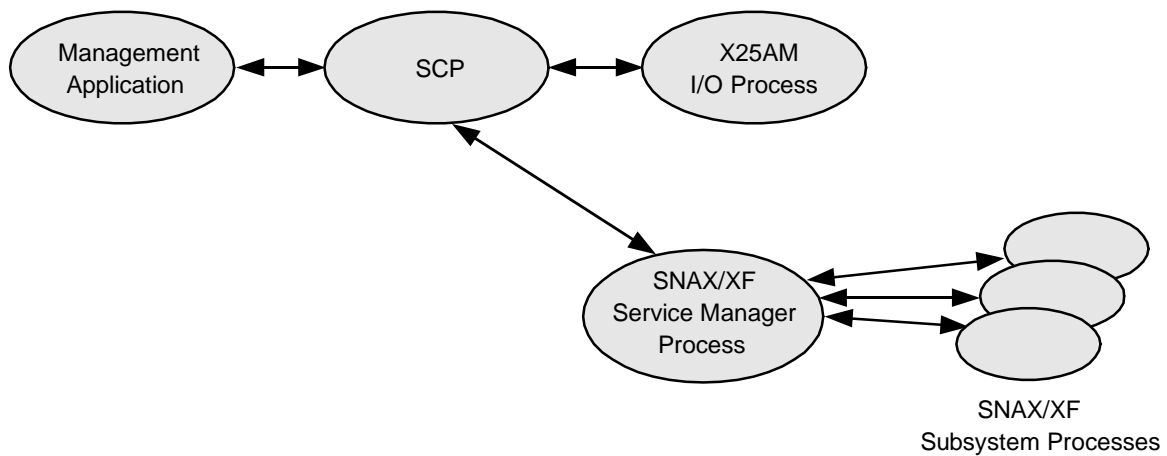 Management
Application
SCP
X25AM
I/O Process
SNAX/XF
Service Manager
Process
SNAX/XF
Subsystem Processes